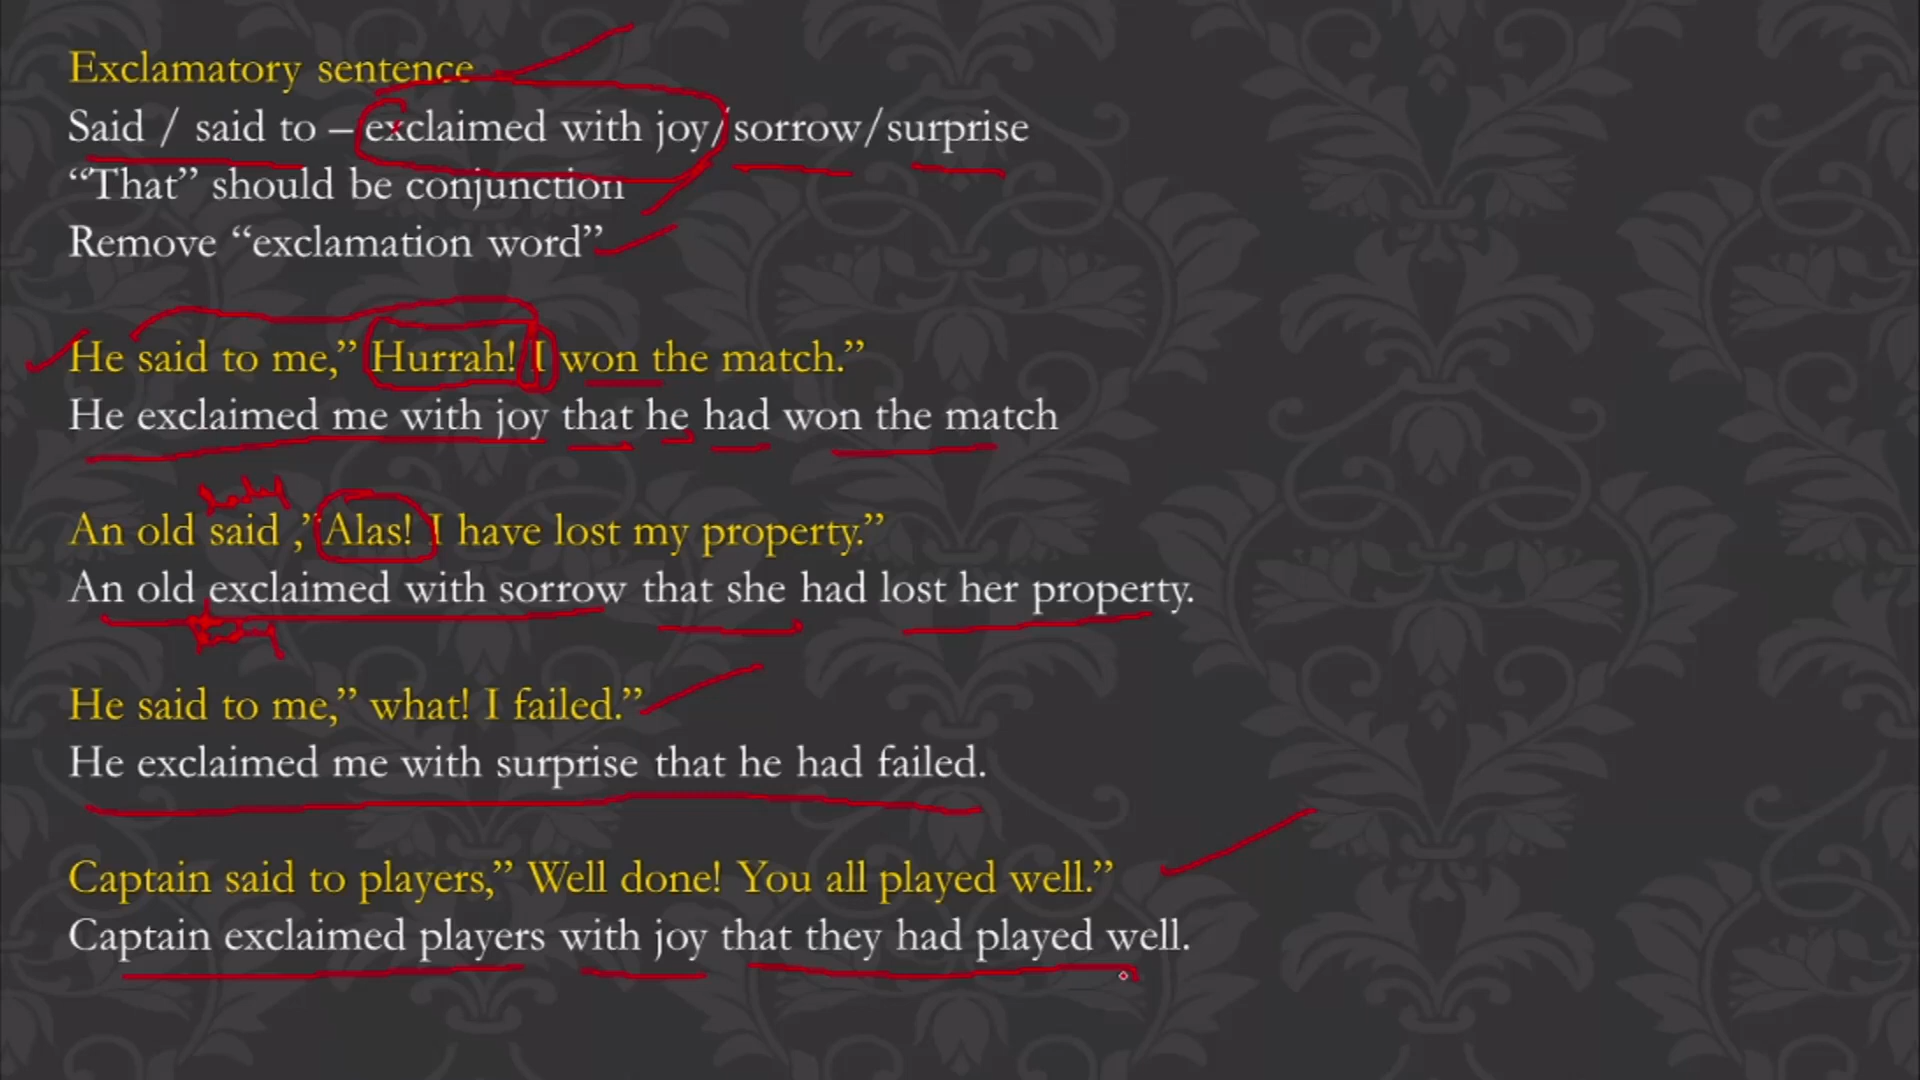 Exclamatory sentence
Said / said to – exclaimed with joy/sorrow/surprise
“That” should be conjunction
Remove “exclamation word”
He said to me,” Hurrah! I won the match.”
He exclaimed me with joy that he had won the match
An old said ,” Alas! I have lost my property.”
An old exclaimed with sorrow that she had lost her property.
He said to me,” what! I failed.”
He exclaimed me with surprise that he had failed.
Captain said to players,” Well done! You all played well.”
Captain exclaimed players with joy that they had played well.